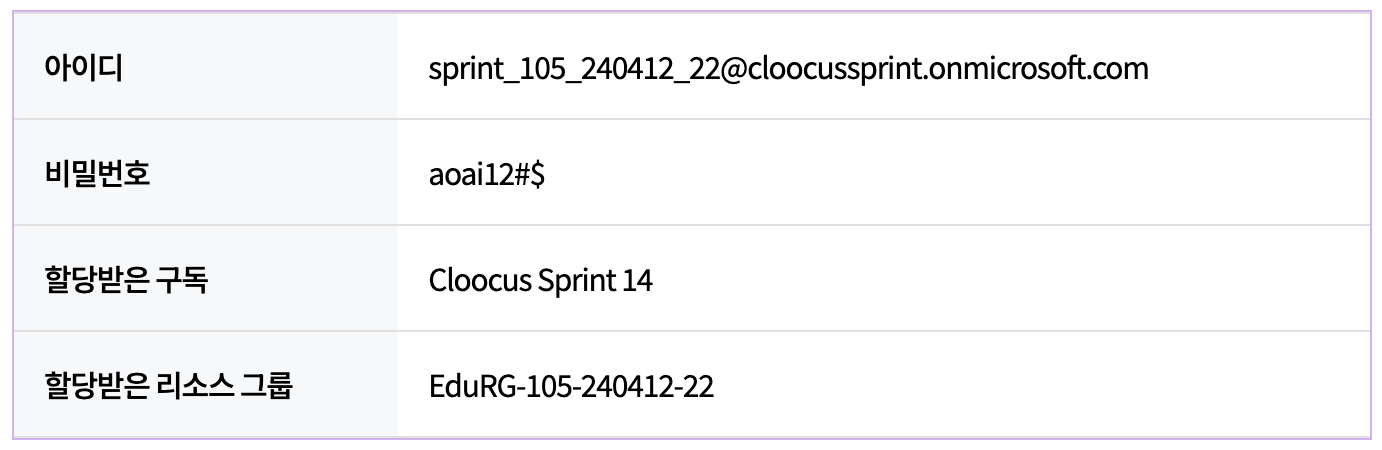 아이디 sprint_105_240412_22@cloocussprint.onmicrosoft.com
비밀번호 aoai12#$
할당받은 구독 Cloocus Sprint 14
할당받은 리소스 그룹 EduRG-105-240412-22